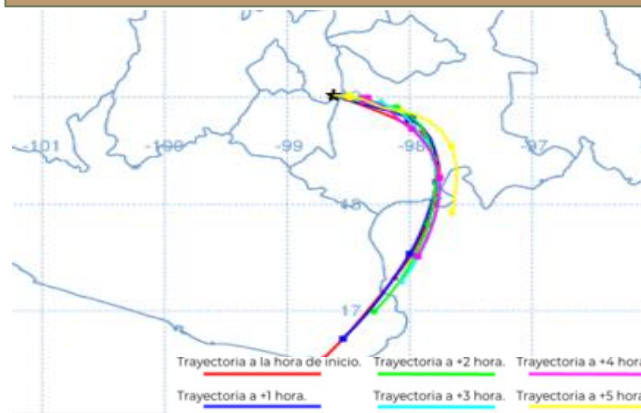 -101 -100 -99 -98 -97
18
17
Trayectoria a la hora de inicio. Trayectoria a +2 hora. Trayectoria a +4 hora.
Trayectoria a +1 hora. Trayectoria a +3 hora. Trayectoria a +5 hora